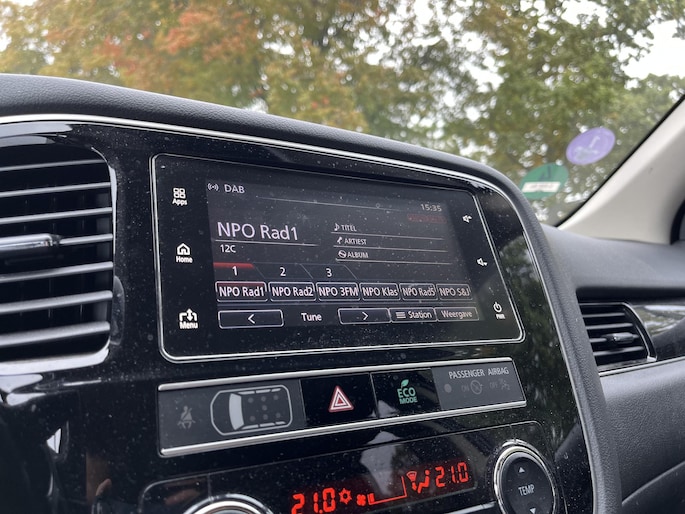 DAB
15:35
Apps
NPO Rad1
12C
TITEL
ARTIEST
ALBUM
Home
1 2 3
NPO Rad1 NPO Rad2 NPO 3FM NPO Klas NPO Rad5 NPO S&J
Menu
< Tune > Station Weergave
PWR
ECO
MODE
PASSENGER AIRBAG
ON OFF
21.0 21.0
TEMP